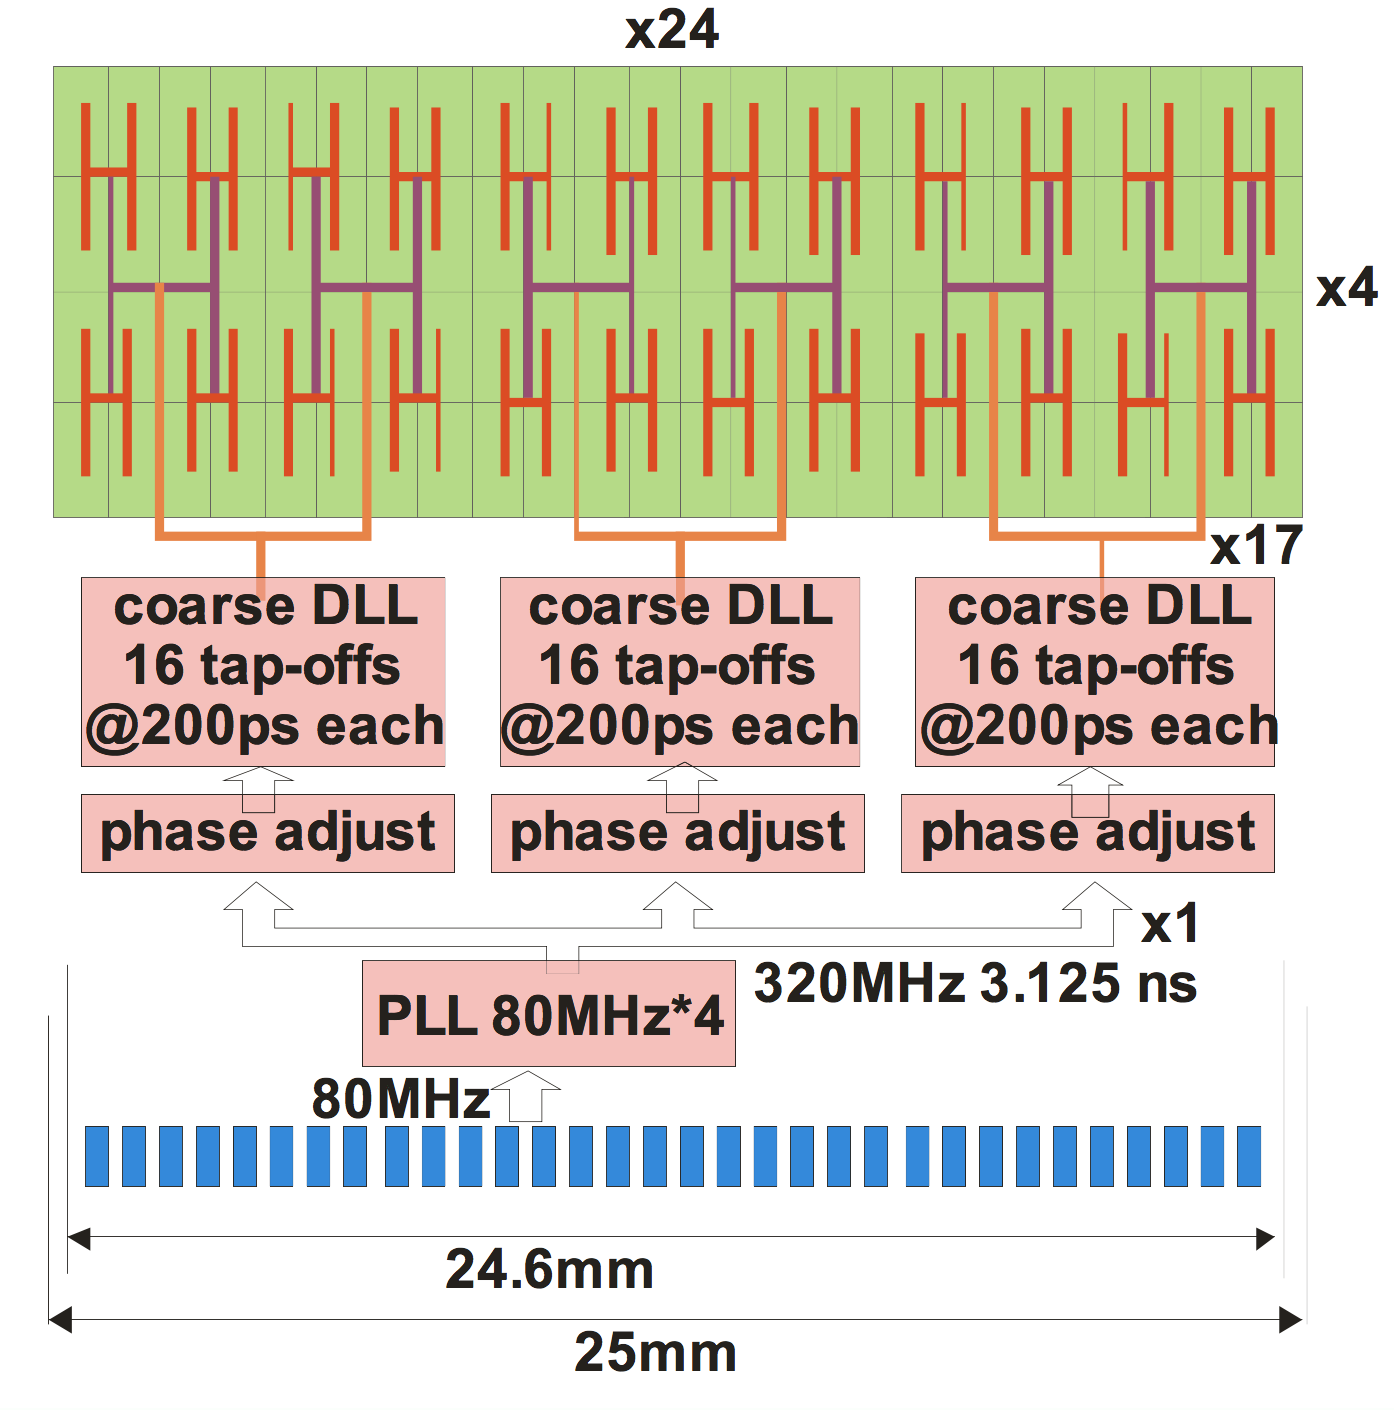 x24
x4
x17
coarse DLL
16 tap-offs
@200ps each
coarse DLL
16 tap-offs
@200ps each
coarse DLL
16 tap-offs
@200ps each
phase adjust
phase adjust
phase adjust
x1
320MHz 3.125 ns
PLL 80MHz*4
80MHz
24.6mm
25mm